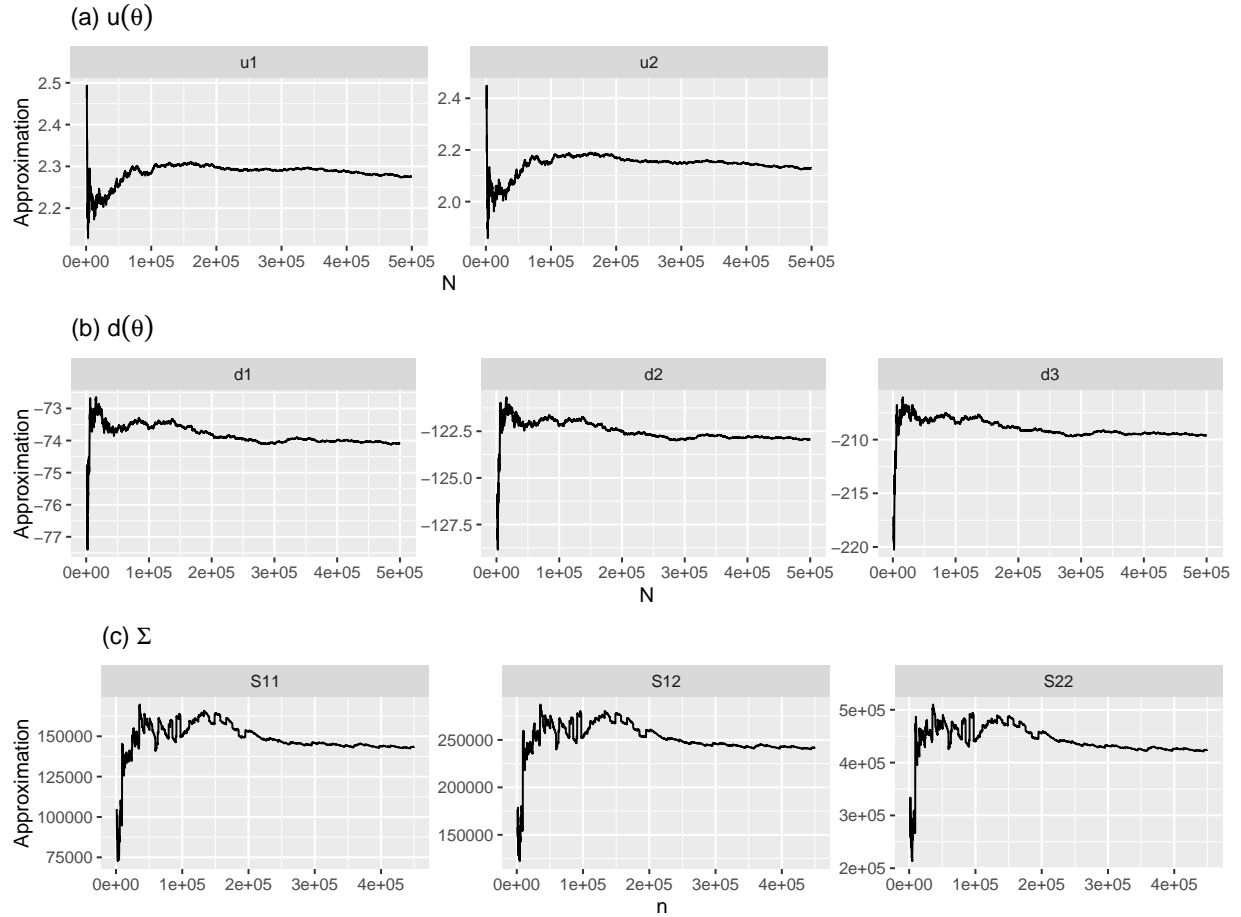 (a) u(θ)
u1 u2
Approximation
2.5
2.4
2.3
2.2
2.4
2.2
2.0
0e+00 1e+05 2e+05 3e+05 4e+05 5e+05 0e+00 1e+05 2e+05 3e+05 4e+05 5e+05
N
(b) d(θ)
d1 d2 d3
Approximation
−73
−74
−75
−76
−77
−122.5
−125.0
−127.5
−210
−215
−220
0e+00 1e+05 2e+05 3e+05 4e+05 5e+05 0e+00 1e+05 2e+05 3e+05 4e+05 5e+05 0e+00 1e+05 2e+05 3e+05 4e+05 5e+05
N
(c) Σ
S11 S12 S22
Approximation
150000
125000
100000
75000
250000
200000
150000
5e+05
4e+05
3e+05
2e+05
0e+00 1e+05 2e+05 3e+05 4e+05 0e+00 1e+05 2e+05 3e+05 4e+05 0e+00 1e+05 2e+05 3e+05 4e+05
n